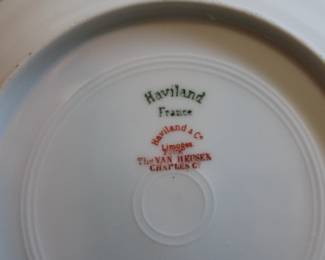 Haviland
France
Haviland & Co
Limoges
The VAN HEUSEN
CHARLES Co